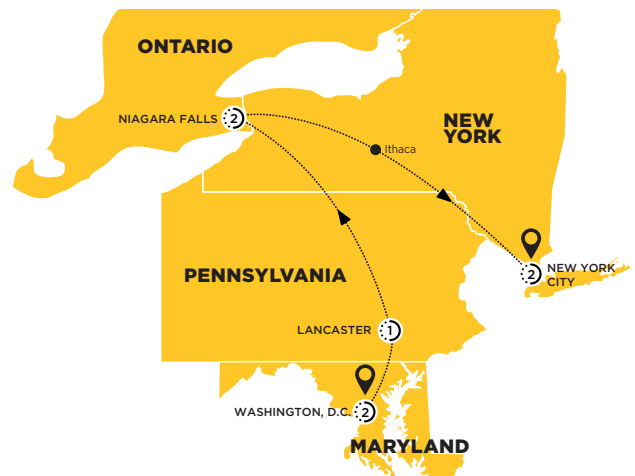 ONTARIO
NIAGARA FALLS
2
NEW
YORK
Ithaca
PENNSYLVANIA
2
NEW YORK
CITY
LANCASTER
1
WASHINGTON, D.C.
2
MARYLAND